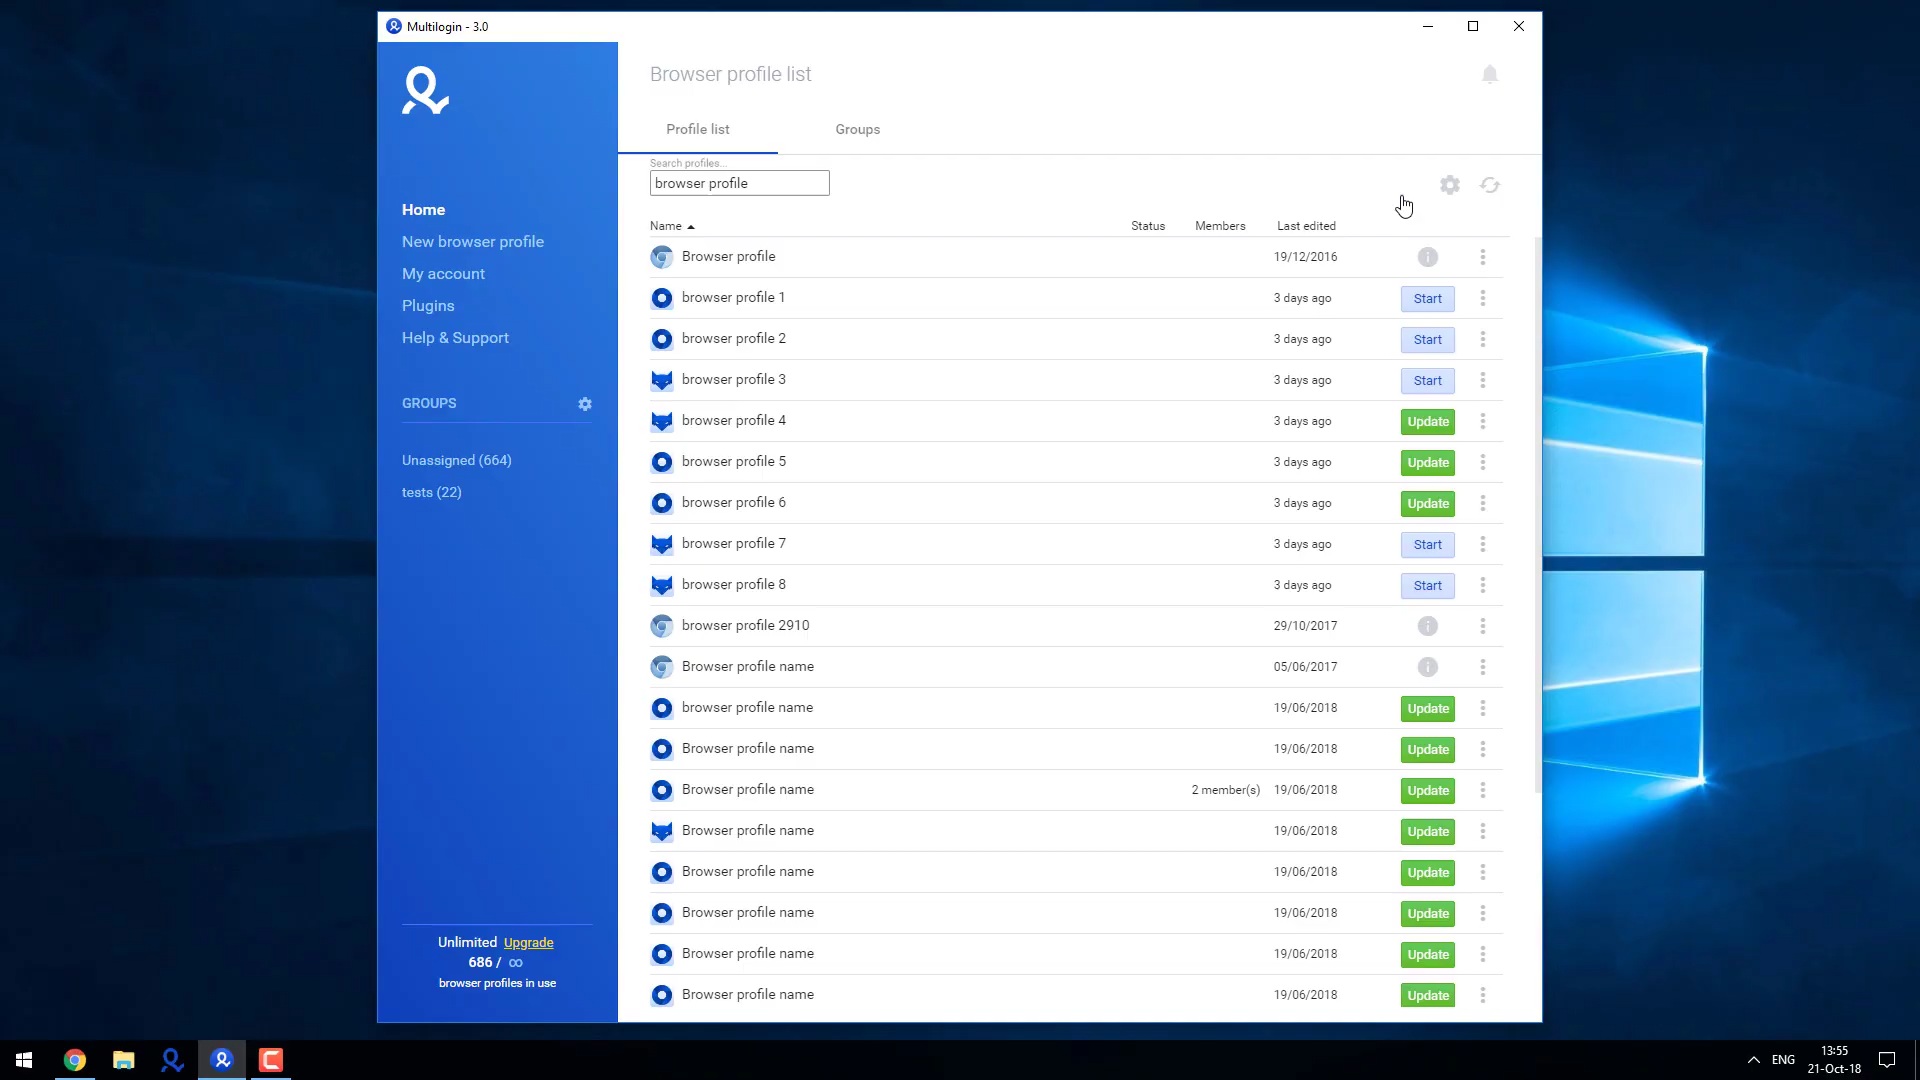 Multilogin - 3.0
Browser profile list
Profile list
Groups
Search profiles...
browser profile
Home
New browser profile
My account
Plugins
Help & Support
GROUPS
Unassigned (664)
tests (22)
Unlimited Upgrade
686 / ∞
browser profiles in use
Name Status Members Last edited
Browser profile 19/12/2016
browser profile 1 3 days ago Start
browser profile 2 3 days ago Start
browser profile 3 3 days ago Start
browser profile 4 3 days ago Update
browser profile 5 3 days ago Update
browser profile 6 3 days ago Update
browser profile 7 3 days ago Start
browser profile 8 3 days ago Start
browser profile 2910 29/10/2017
Browser profile name 05/06/2017
browser profile name 19/06/2018 Update
Browser profile name 19/06/2018 Update
Browser profile name 2 member(s) 19/06/2018 Update
Browser profile name 19/06/2018 Update
Browser profile name 19/06/2018 Update
Browser profile name 19/06/2018 Update
Browser profile name 19/06/2018 Update
Browser profile name 19/06/2018 Update
ENG
13:55
21-Oct-18